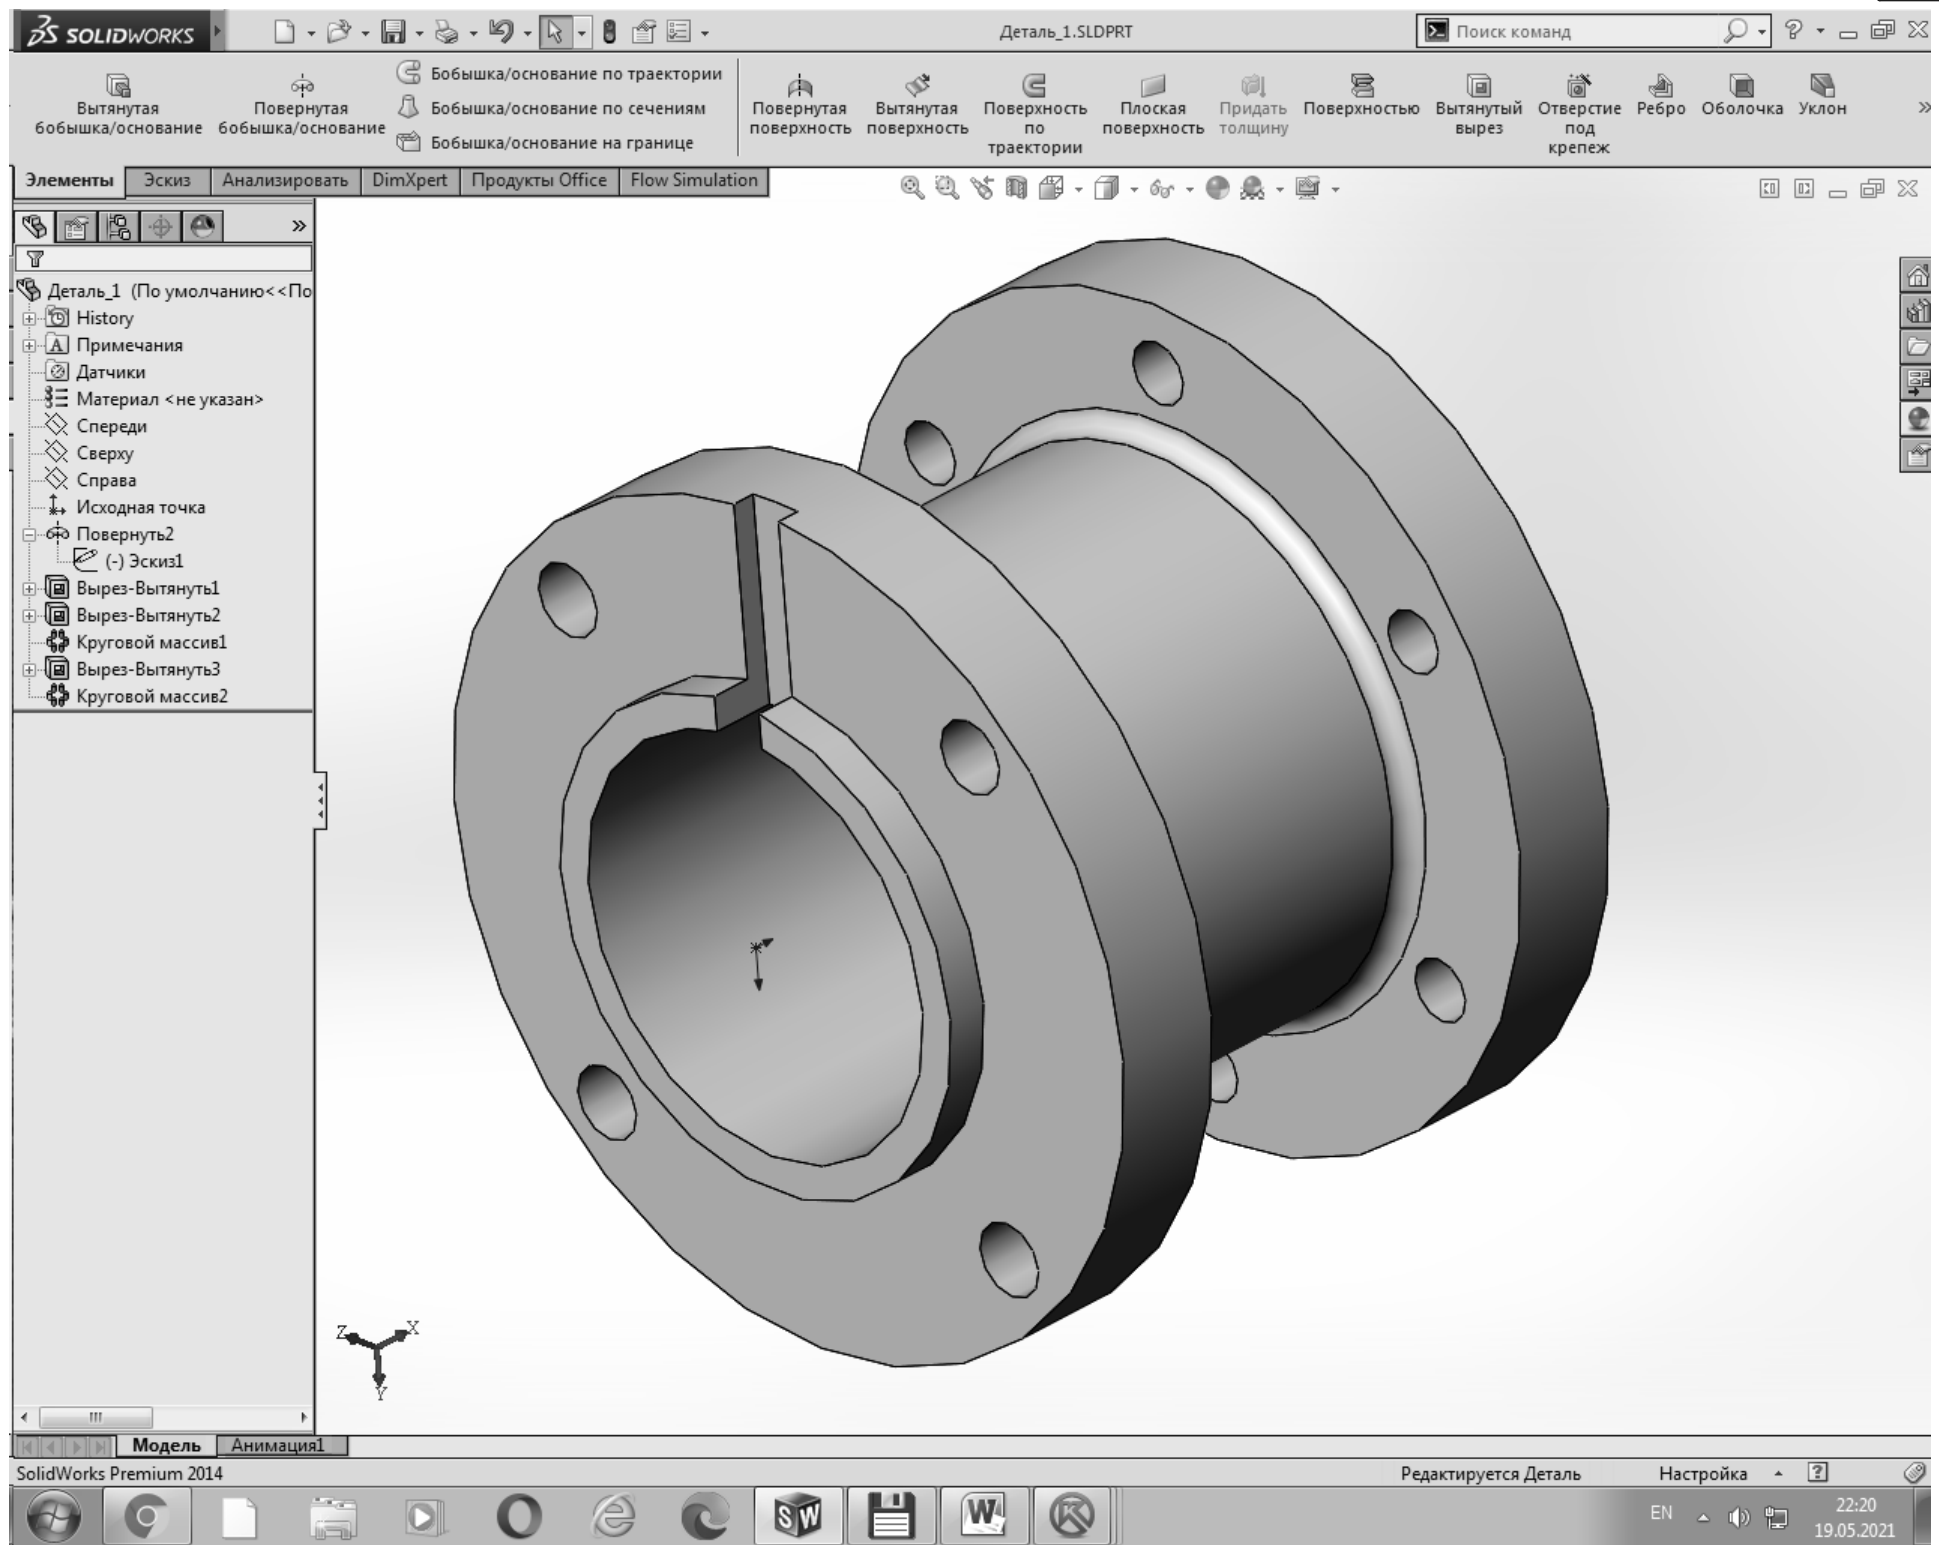 SOLIDWORKS
Деталь_1.SLDPRT
Поиск команд
Вытянутая
бобышка/основание
Повернутая
бобышка/основание
Бобышка/основание по траектории
Бобышка/основание по сечениям
Бобышка/основание на границе
Повернутая
поверхность
Вытянутая
поверхность
Поверхность
по
траектории
Плоская
поверхность
Придать
толщину
Поверхностью
Вытянутый
вырез
Отверстие
под
крепеж
Ребро
Оболочка
Уклон
Элементы
Эскиз
Анализировать
DimXpert
Продукты Office
Flow Simulation
Деталь_1 (По умолчанию<<По
History
Примечания
Датчики
Материал <не указан>
Спереди
Сверху
Справа
Исходная точка
Повернуть2
(-) Эскиз1
Вырез-Вытянуть1
Вырез-Вытянуть2
Круговой массив1
Вырез-Вытянуть3
Круговой массив2
Z
X
Y
Модель
Анимация1
SolidWorks Premium 2014
Редактируется Деталь
Настройка
SW
W
K
EN
22:20
19.05.2021